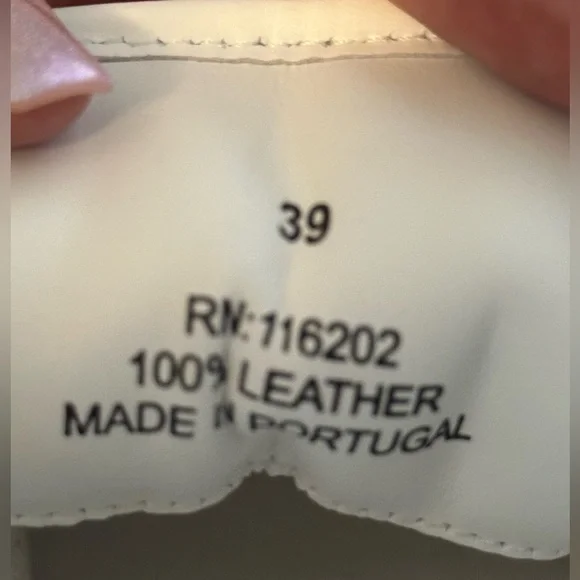 39
RN:116202
100% LEATHER
MADE IN PORTUGAL